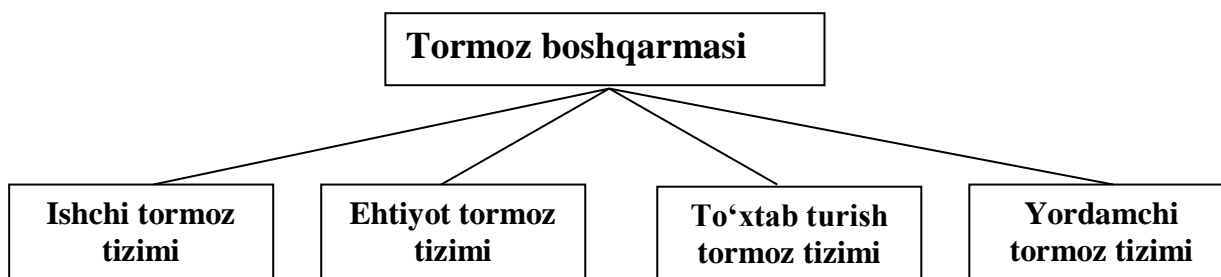 Tormoz boshqarmasi
Ishchi tormoz
tizimi
Ehtiyot tormoz
tizimi
To‘xtab turish
tormoz tizimi
Yordamchi
tormoz tizimi